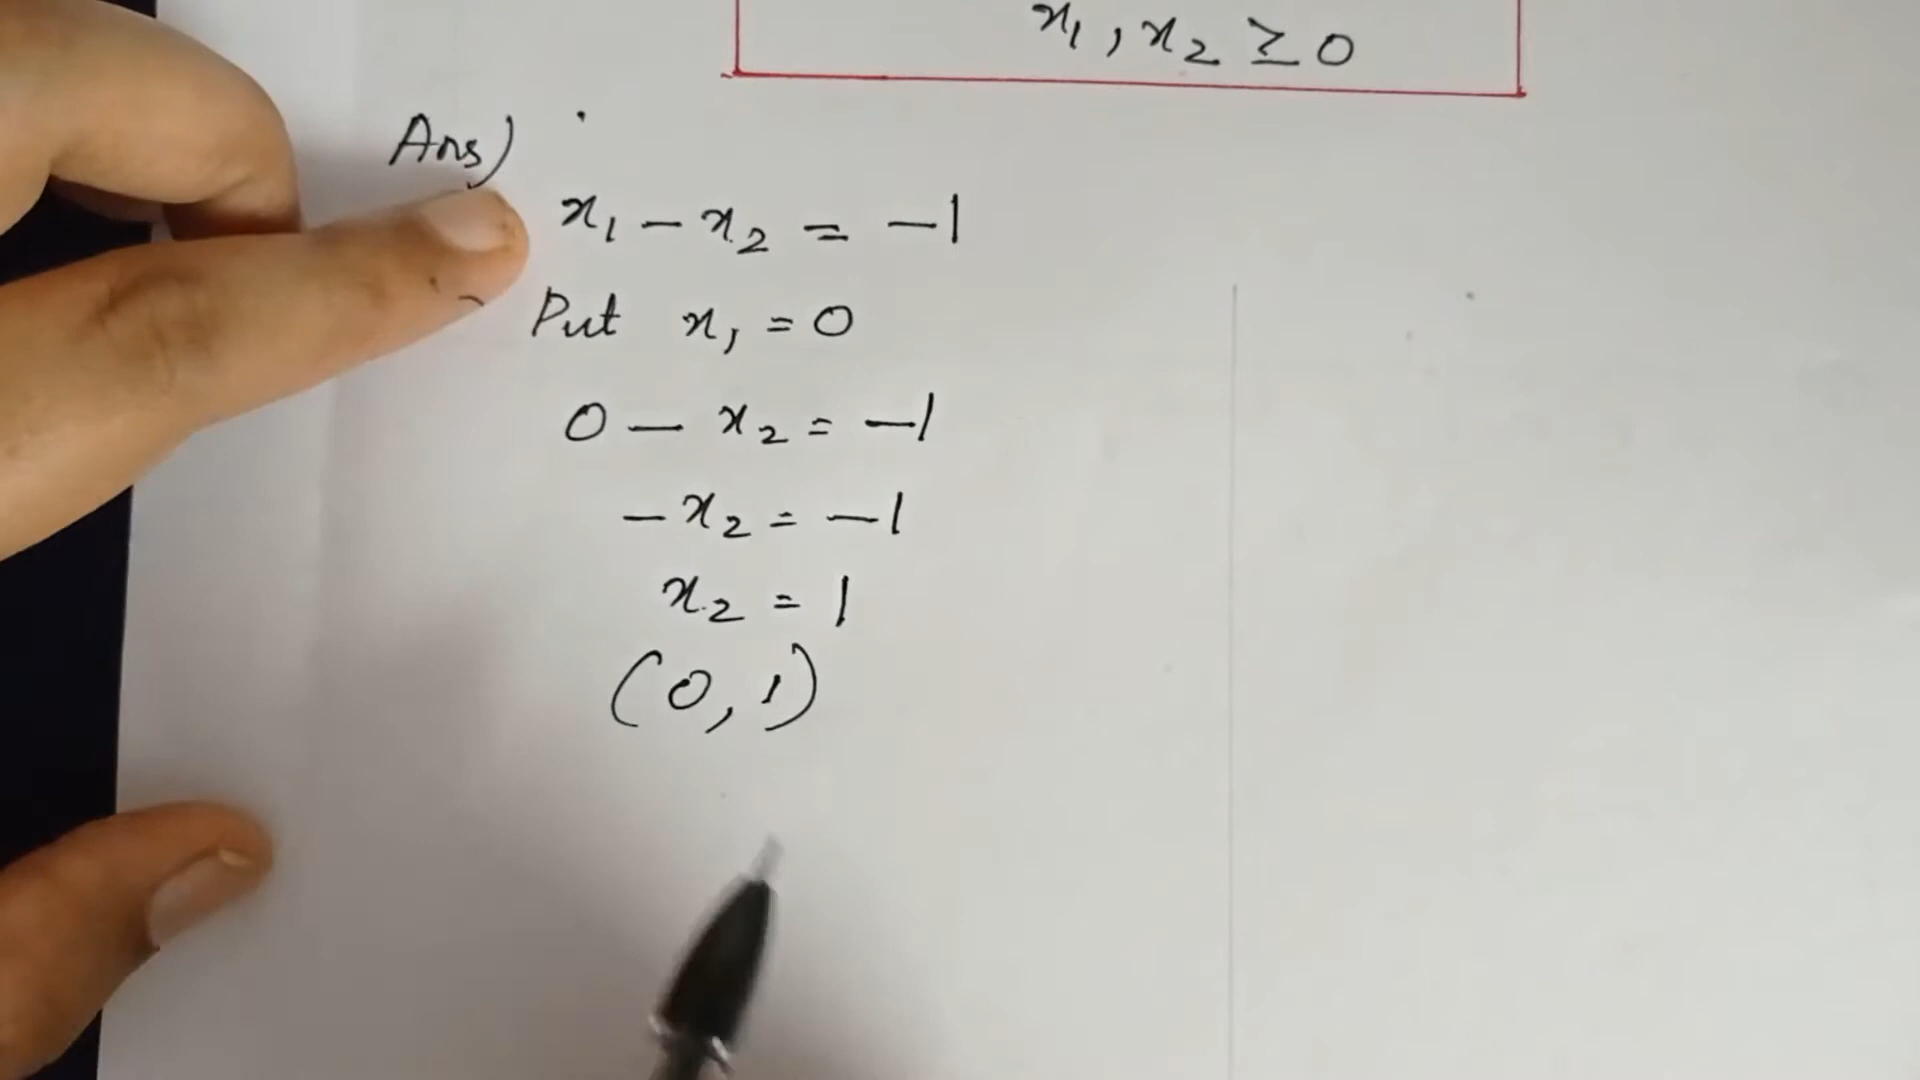 x₁, x₂ ≥ 0
Ans)
x₁ - x₂ = -1
Put x₁ = 0
0 - x₂ = -1
-x₂ = -1
x₂ = 1
(0, 1)